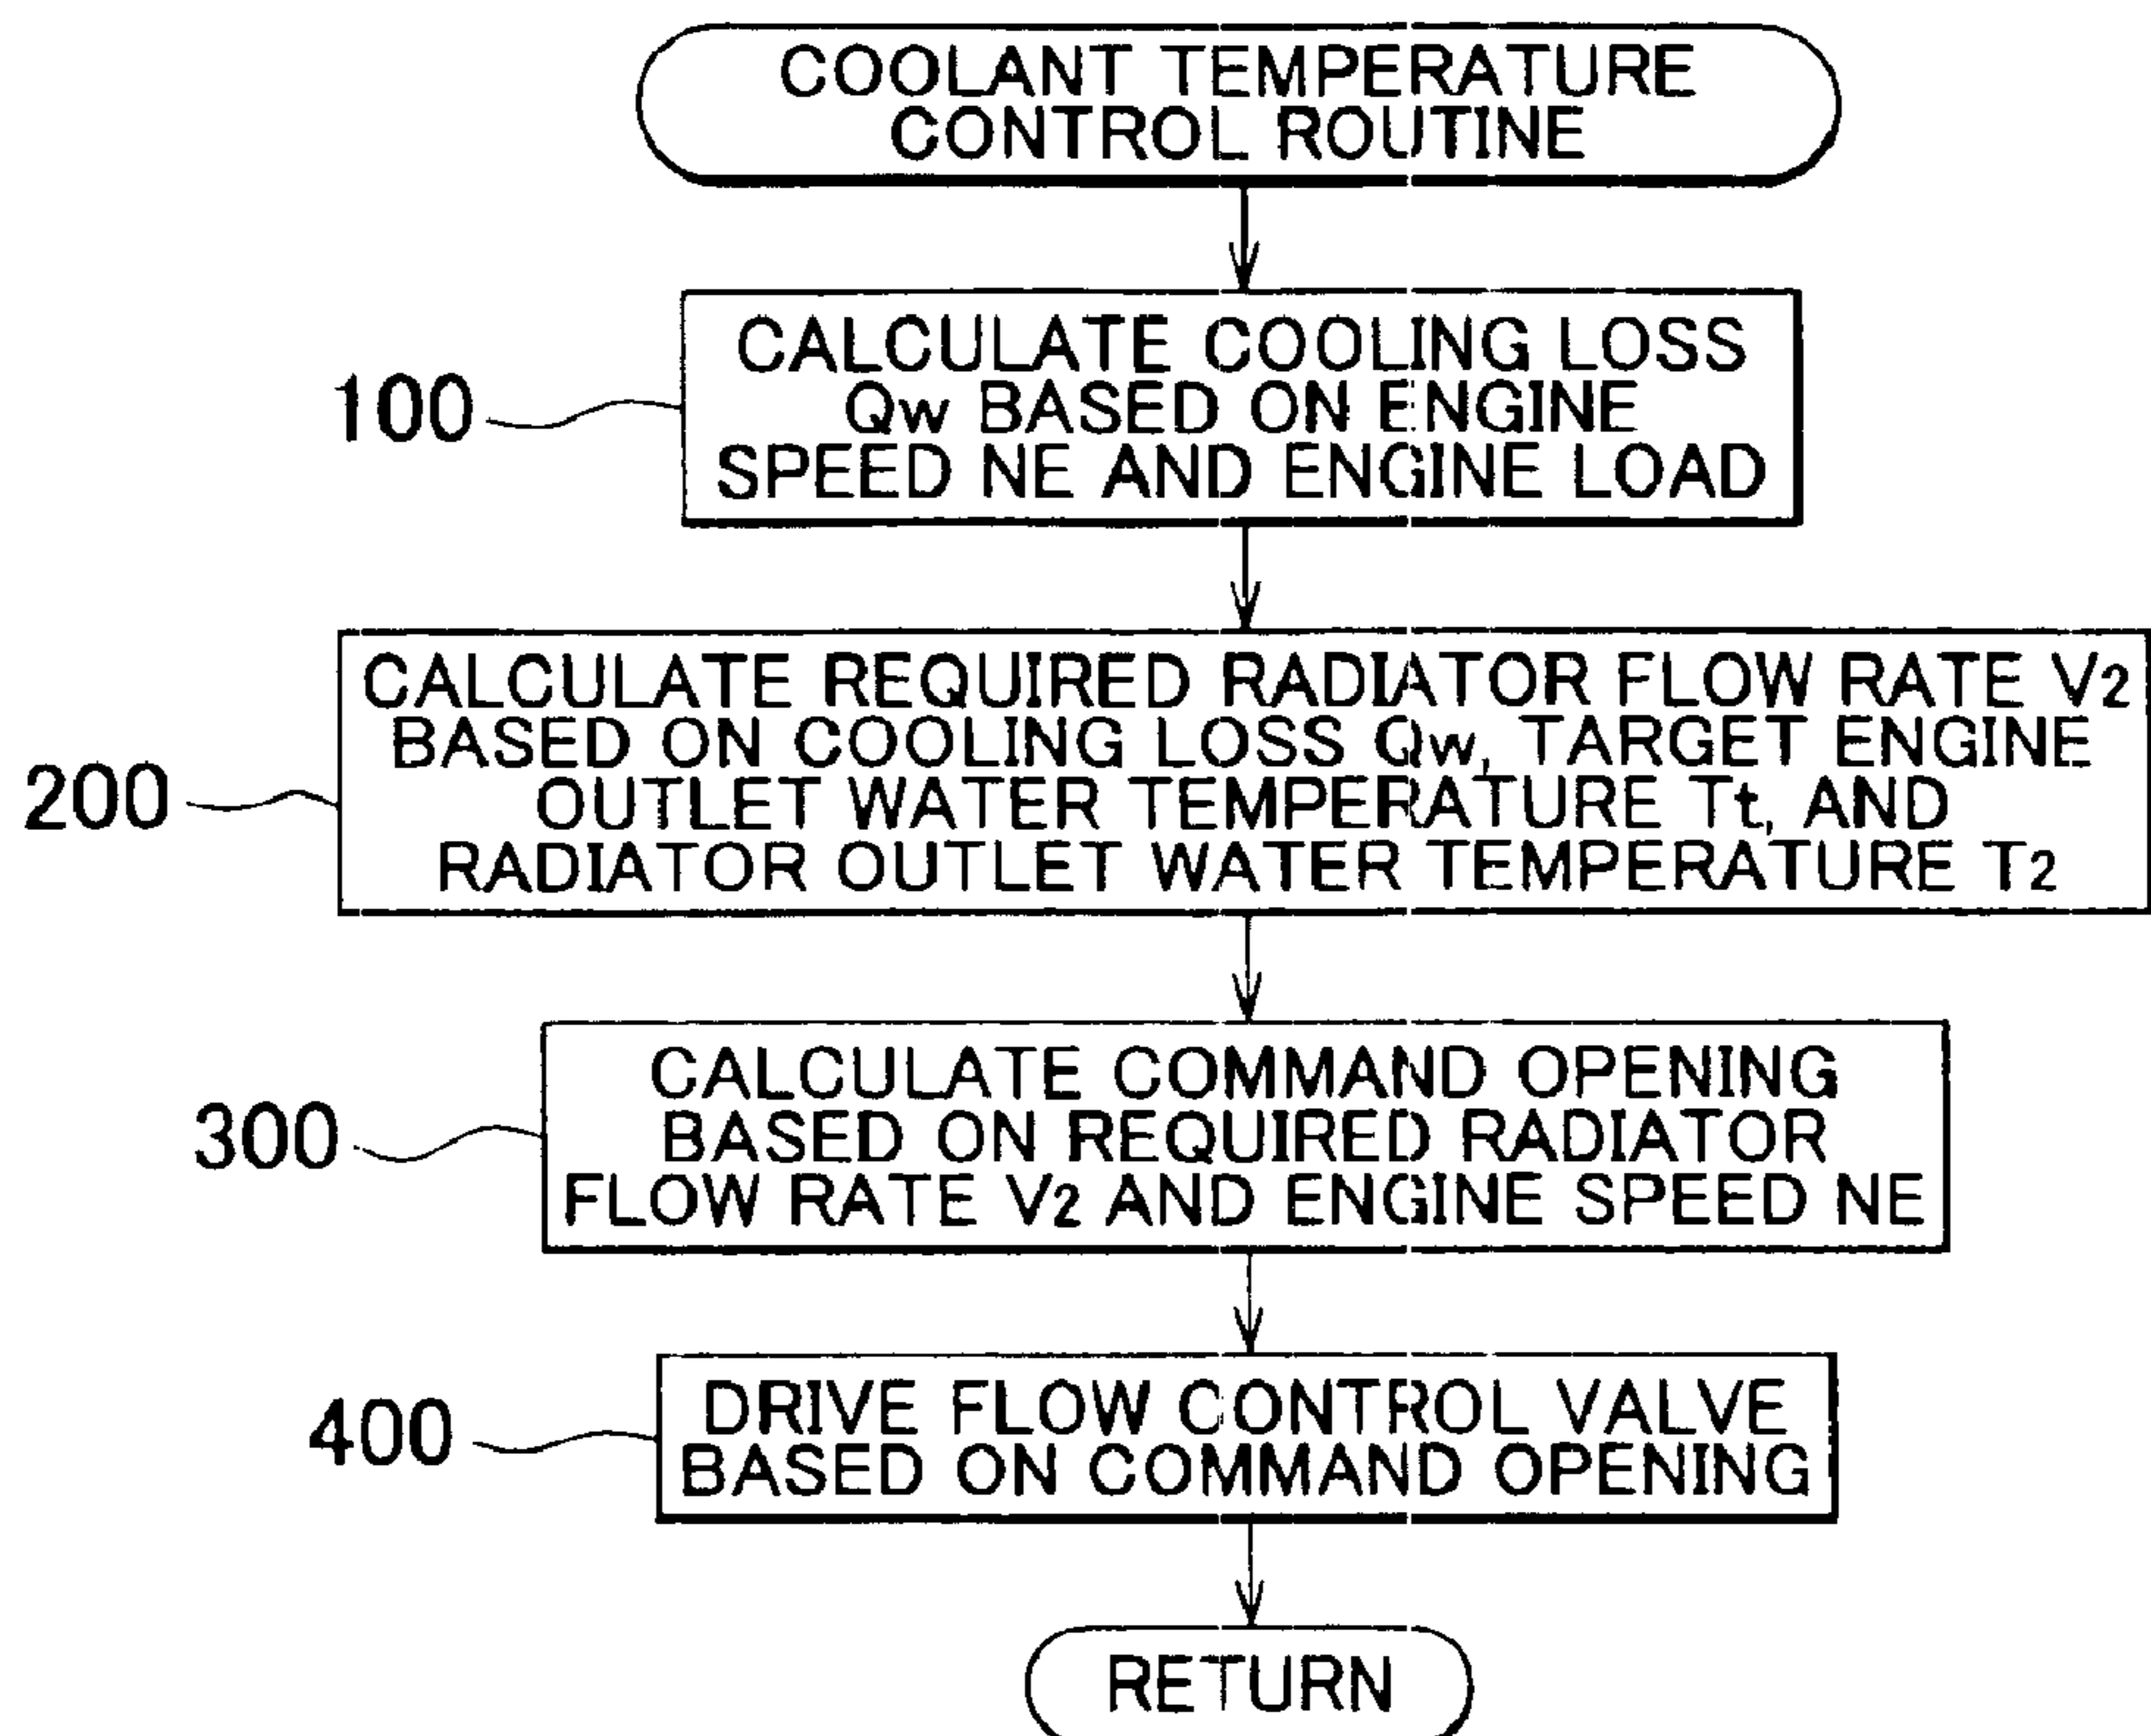 COOLANT TEMPERATURE
CONTROL ROUTINE
100
CALCULATE COOLING LOSS
Qw BASED ON ENGINE
SPEED NE AND ENGINE LOAD
200
CALCULATE REQUIRED RADIATOR FLOW RATE V2
BASED ON COOLING LOSS Qw, TARGET ENGINE
OUTLET WATER TEMPERATURE Tt, AND
RADIATOR OUTLET WATER TEMPERATURE T2
300
CALCULATE COMMAND OPENING
BASED ON REQUIRED RADIATOR
FLOW RATE V2 AND ENGINE SPEED NE
400
DRIVE FLOW CONTROL VALVE
BASED ON COMMAND OPENING
RETURN